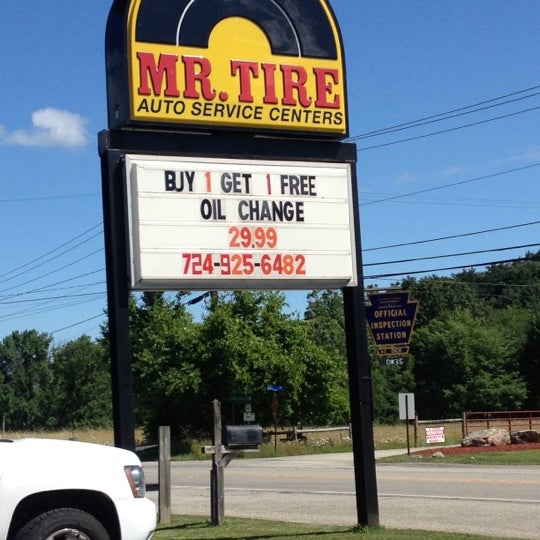 MR. TIRE
AUTO SERVICE CENTERS
BUY 1 GET 1 FREE
OIL CHANGE
29.99
724-925-6482
OFFICIAL
INSPECTION
STATION